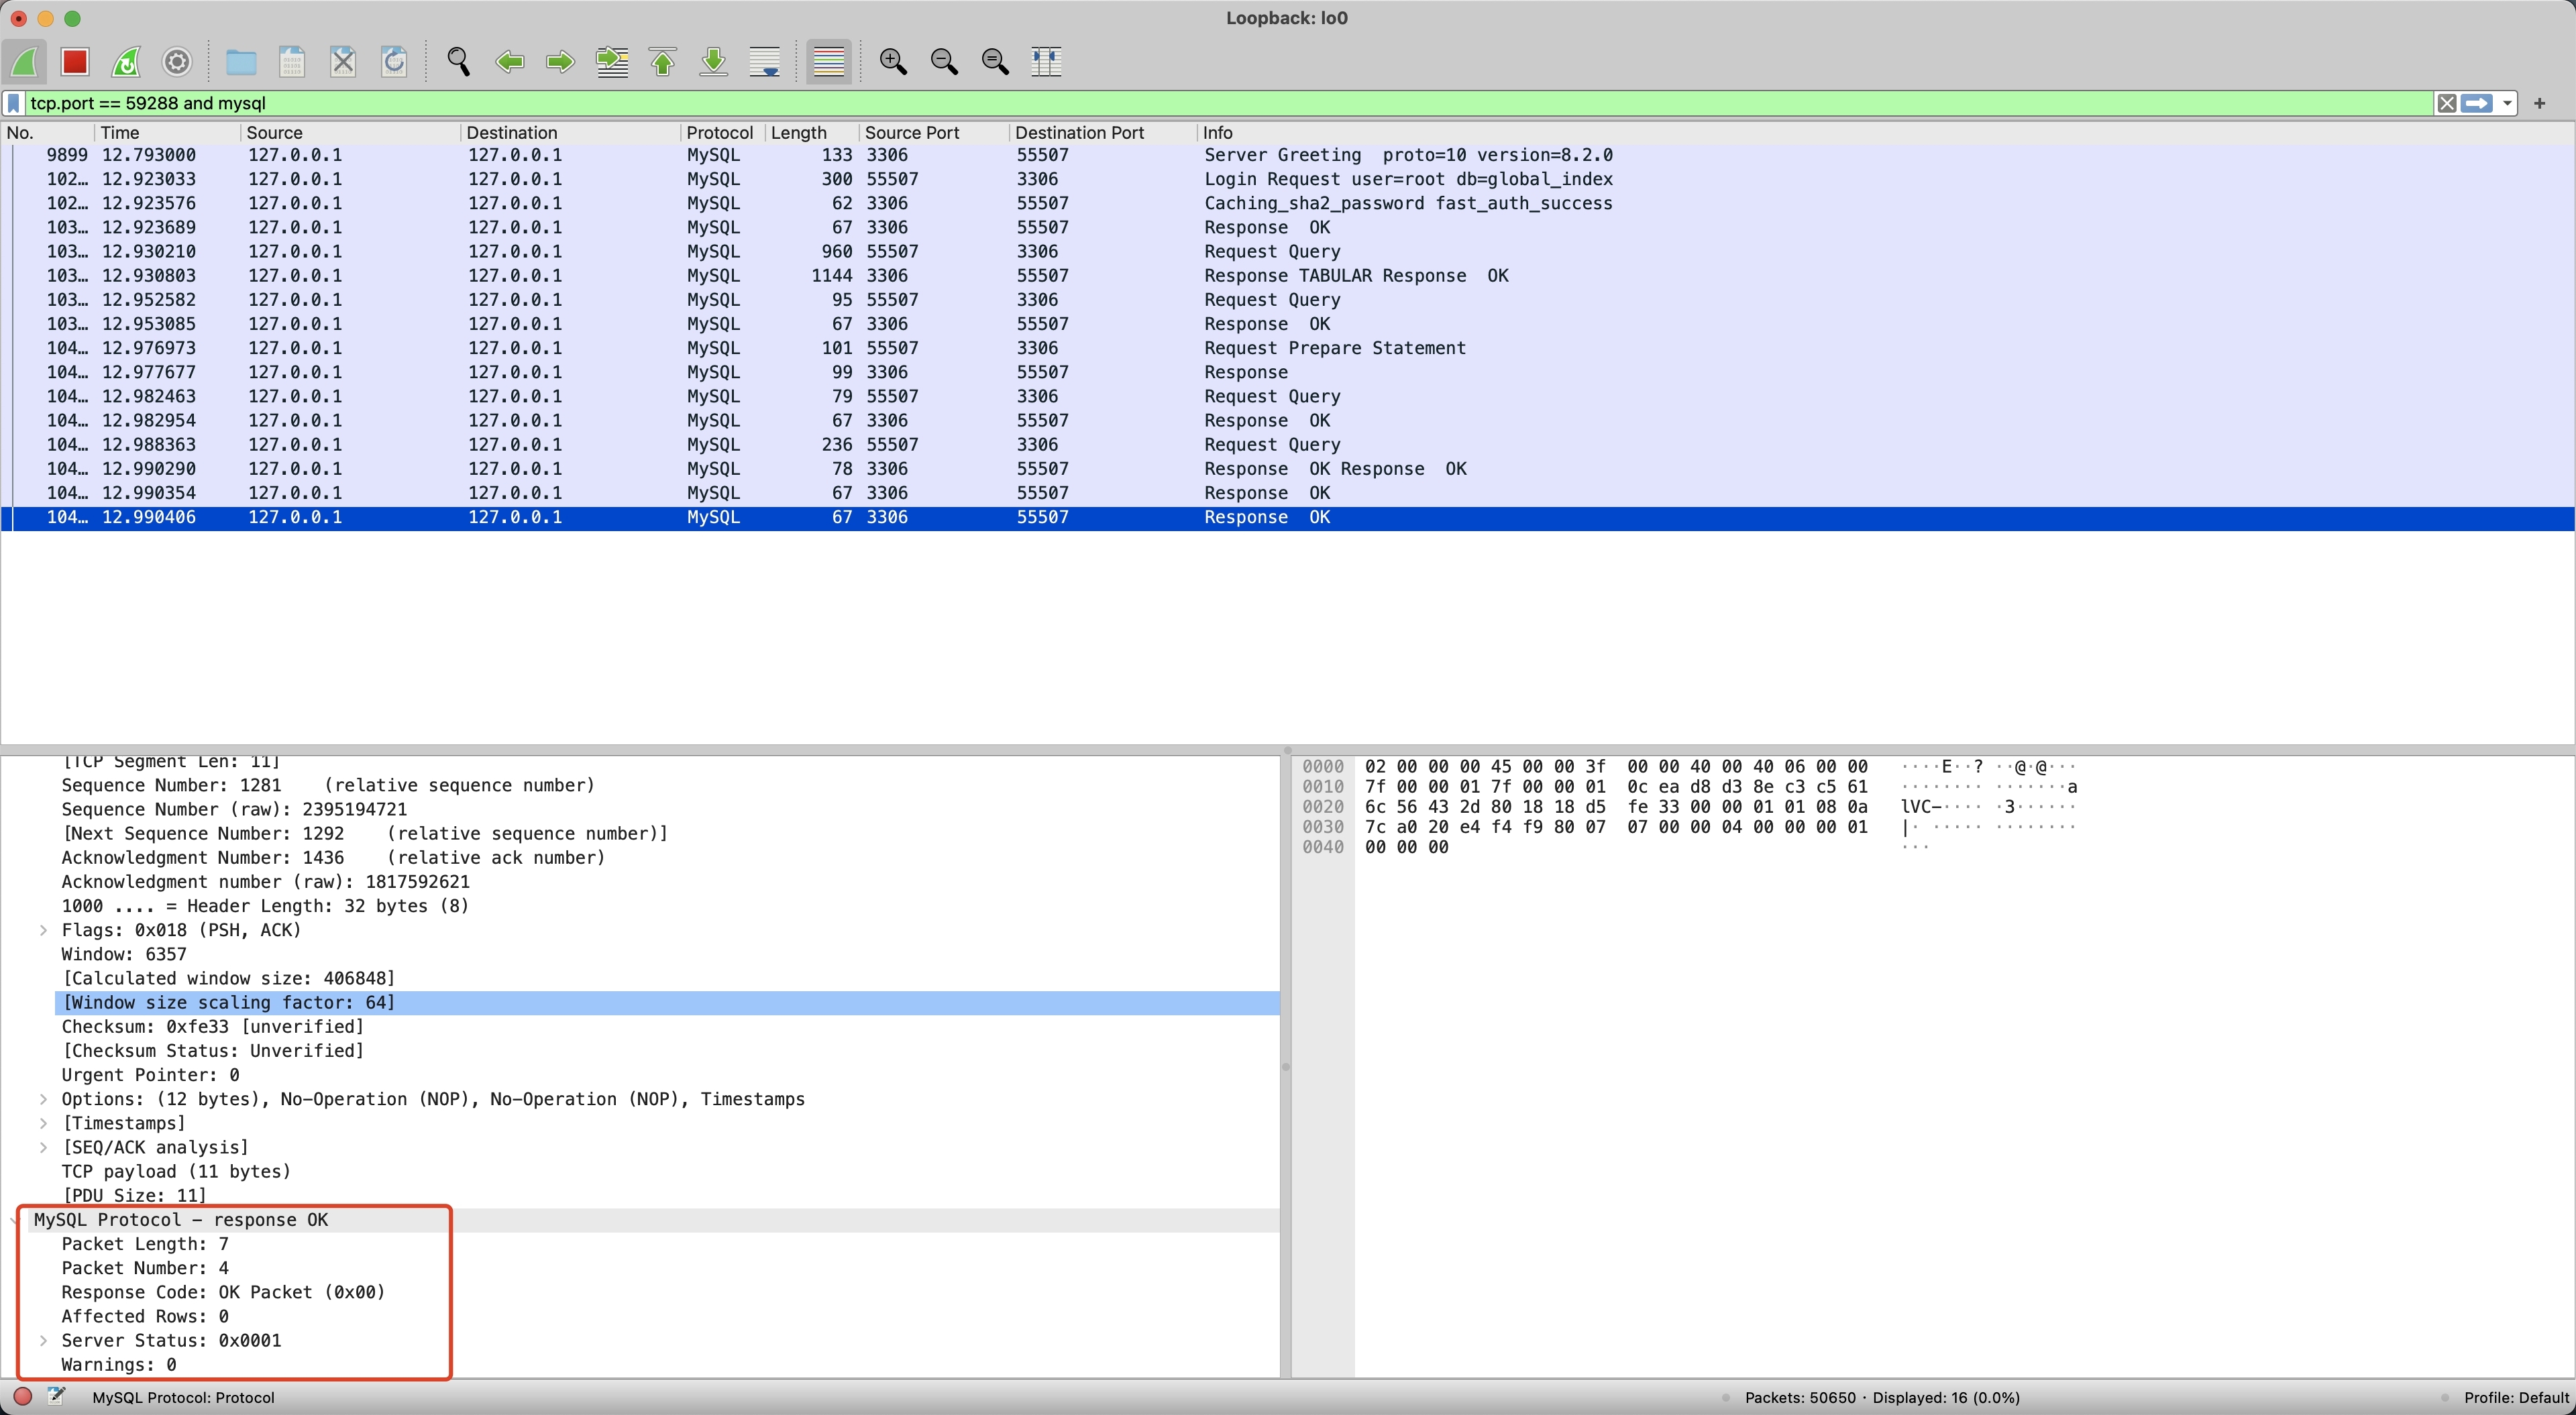 Loopback: lo0
tcp.port == 59288 and mysql
No. Time Source Destination Protocol Length Source Port Destination Port Info
9899 12.793000 127.0.0.1 127.0.0.1 MySQL 133 3306 55507 Server Greeting proto=10 version=8.2.0
102… 12.923033 127.0.0.1 127.0.0.1 MySQL 300 55507 3306 Login Request user=root db=global_index
102… 12.923576 127.0.0.1 127.0.0.1 MySQL 62 3306 55507 Caching_sha2_password fast_auth_success
103… 12.923689 127.0.0.1 127.0.0.1 MySQL 67 3306 55507 Response OK
103… 12.930210 127.0.0.1 127.0.0.1 MySQL 960 55507 3306 Request Query
103… 12.930803 127.0.0.1 127.0.0.1 MySQL 1144 3306 55507 Response TABULAR Response OK
103… 12.952582 127.0.0.1 127.0.0.1 MySQL 95 55507 3306 Request Query
103… 12.953085 127.0.0.1 127.0.0.1 MySQL 67 3306 55507 Response OK
104… 12.976973 127.0.0.1 127.0.0.1 MySQL 101 55507 3306 Request Prepare Statement
104… 12.977677 127.0.0.1 127.0.0.1 MySQL 99 3306 55507 Response
104… 12.982463 127.0.0.1 127.0.0.1 MySQL 79 55507 3306 Request Query
104… 12.982954 127.0.0.1 127.0.0.1 MySQL 67 3306 55507 Response OK
104… 12.988363 127.0.0.1 127.0.0.1 MySQL 236 55507 3306 Request Query
104… 12.990290 127.0.0.1 127.0.0.1 MySQL 78 3306 55507 Response OK Response OK
104… 12.990354 127.0.0.1 127.0.0.1 MySQL 67 3306 55507 Response OK
104… 12.990406 127.0.0.1 127.0.0.1 MySQL 67 3306 55507 Response OK
[TCP Segment Len: 11]
Sequence Number: 1281 (relative sequence number)
Sequence Number (raw): 2395194721
[Next Sequence Number: 1292 (relative sequence number)]
Acknowledgment Number: 1436 (relative ack number)
Acknowledgment number (raw): 1817592621
1000 .... = Header Length: 32 bytes (8)
Flags: 0x018 (PSH, ACK)
Window: 6357
[Calculated window size: 406848]
[Window size scaling factor: 64]
Checksum: 0xfe33 [unverified]
[Checksum Status: Unverified]
Urgent Pointer: 0
Options: (12 bytes), No-Operation (NOP), No-Operation (NOP), Timestamps
[Timestamps]
[SEQ/ACK analysis]
TCP payload (11 bytes)
[PDU Size: 11]
MySQL Protocol - response OK
Packet Length: 7
Packet Number: 4
Response Code: OK Packet (0x00)
Affected Rows: 0
Server Status: 0x0001
Warnings: 0
0000 02 00 00 00 45 00 00 3f 00 00 40 00 40 06 00 00 ····E··? ··@·@···
0010 7f 00 00 01 7f 00 00 01 0c ea d8 d3 8e c3 c5 61 ········ ·······a
0020 6c 56 43 2d 80 18 18 d5 fe 33 00 00 01 01 08 0a lVC-···· ·3······
0030 7c a0 20 e4 f4 f9 80 07 07 00 00 04 00 00 00 01 |· ····· ········
0040 00 00 00 ···
MySQL Protocol: Protocol
Packets: 50650 · Displayed: 16 (0.0%)
Profile: Default